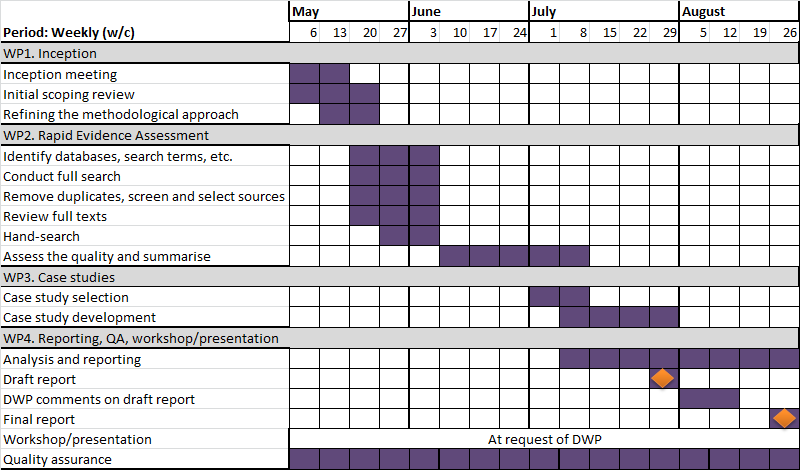 May June July August
Period: Weekly (w/c) 6 13 20 27 3 10 17 24 1 8 15 22 29 5 12 19 26
WP1. Inception
Inception meeting
Initial scoping review
Refining the methodological approach
WP2. Rapid Evidence Assessment
Identify databases, search terms, etc.
Conduct full search
Remove duplicates, screen and select sources
Review full texts
Hand-search
Assess the quality and summarise
WP3. Case studies
Case study selection
Case study development
WP4. Reporting, QA, workshop/presentation
Analysis and reporting
Draft report
DWP comments on draft report
Final report
Workshop/presentation At request of DWP
Quality assurance